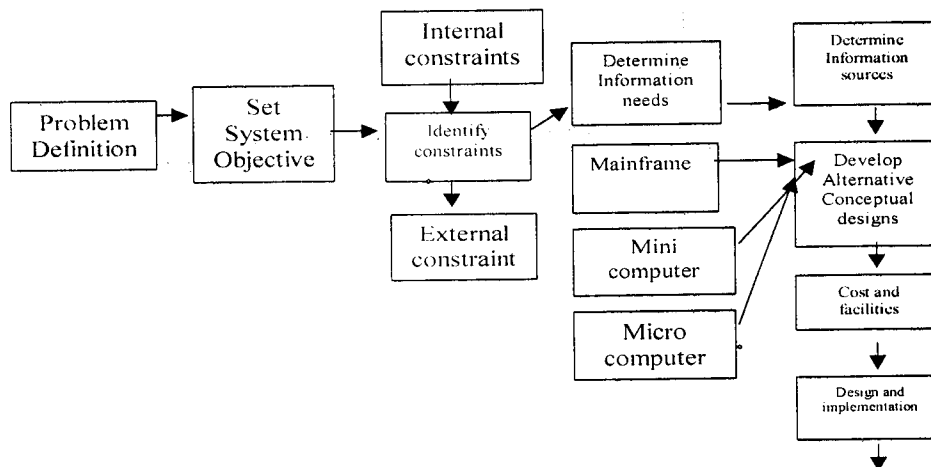 Problem
Definition
Set
System
Objective
Internal
constraints
Identify
constraints
External
constraint
Determine
Information
needs
Mainframe
Mini
computer
Micro
computer
Determine
Information
sources
Develop
Alternative
Conceptual
designs
Cost and
facilities
Design and
implementation